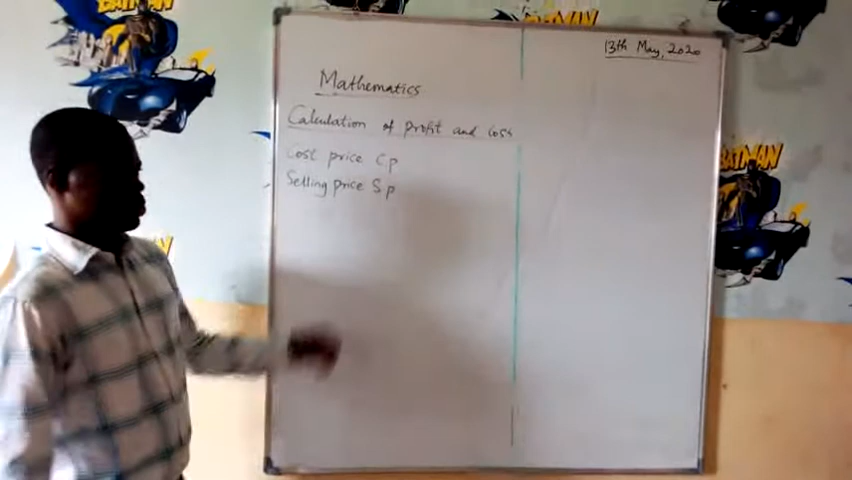 BATMAN
BATMAN
13th May, 2020
Mathematics
Calculation of profit and loss
Cost price Cp
Selling price Sp
BATMAN